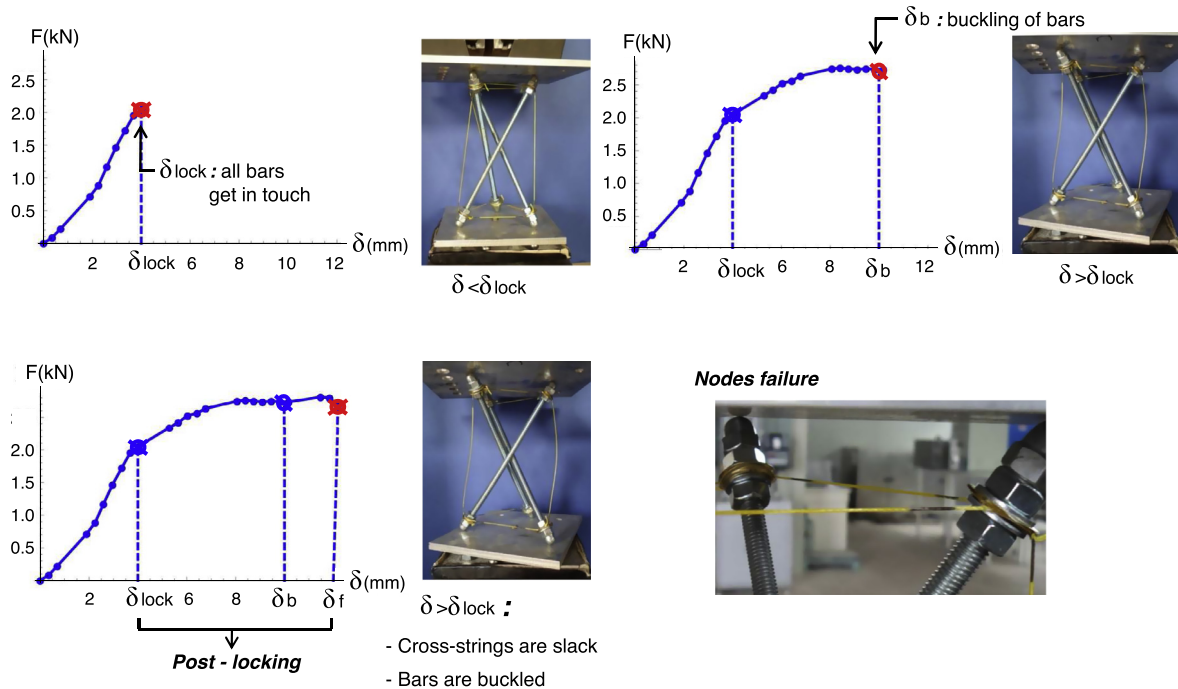 F(kN)
2.5
2.0
1.5
1.0
0.5
δlock : all bars
get in touch
2 δlock 6 8 10 12 δ(mm)
δ<δlock
δb : buckling of bars
F(kN)
2.5
2.0
1.5
1.0
0.5
2 δlock 6 8 δb 12 δ(mm)
δ>δlock
F(kN)
2.0
1.5
1.0
0.5
2 δlock 6 8 δb δf δ(mm)
Post - locking
δ>δlock :
- Cross-strings are slack
- Bars are buckled
Nodes failure